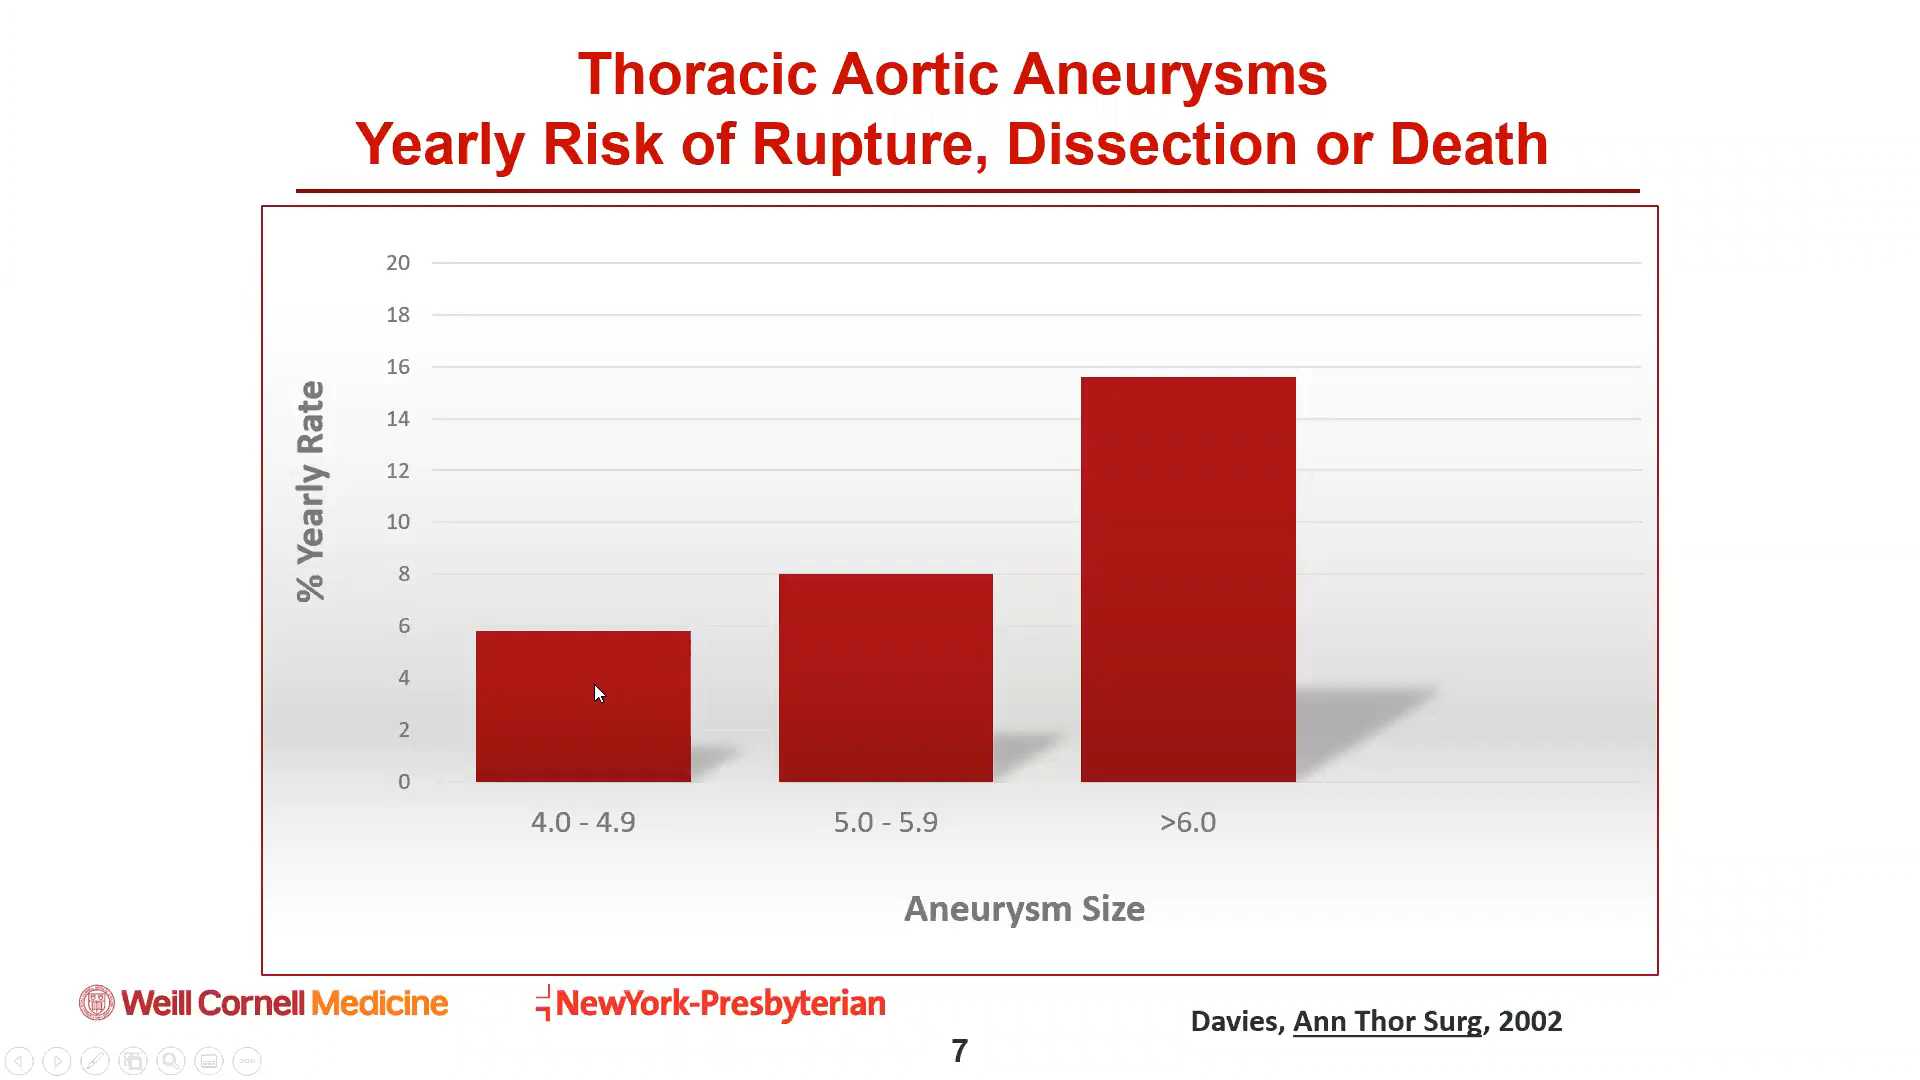 Thoracic Aortic Aneurysms
Yearly Risk of Rupture, Dissection or Death
% Yearly Rate
20
18
16
14
12
10
8
6
4
2
0
4.0 - 4.9
5.0 - 5.9
>6.0
Aneurysm Size
Weill Cornell Medicine
NewYork-Presbyterian
Davies, Ann Thor Surg, 2002
7